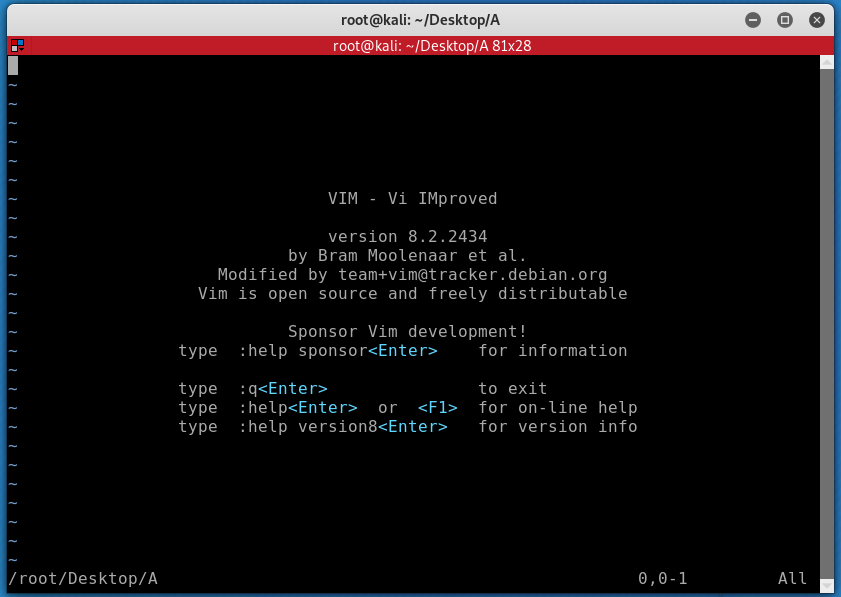 root@kali: ~/Desktop/A
root@kali: ~/Desktop/A 81x28
~
~
~
~
~
~
~ VIM - Vi IMproved
~
~ version 8.2.2434
~ by Bram Moolenaar et al.
~ Modified by team+vim@tracker.debian.org
~ Vim is open source and freely distributable
~
~ Sponsor Vim development!
~ type :help sponsor<Enter> for information
~
~ type :q<Enter> to exit
~ type :help<Enter> or <F1> for on-line help
~ type :help version8<Enter> for version info
~
~
~
~
~
~
~
/root/Desktop/A 0,0-1 All